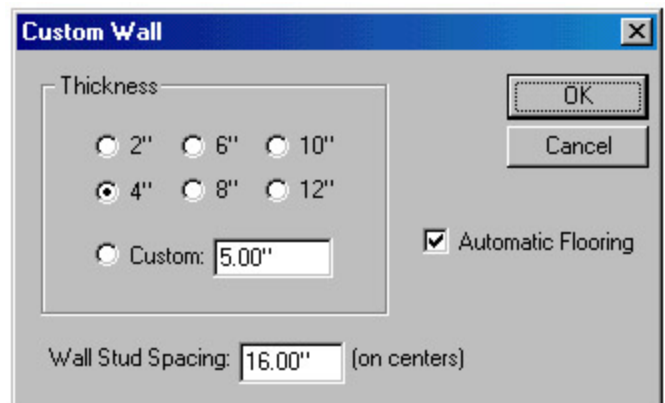 Custom Wall
Thickness
2" 6" 10"
4" 8" 12"
Custom: 5.00"
OK
Cancel
Automatic Flooring
Wall Stud Spacing: 16.00" (on centers)